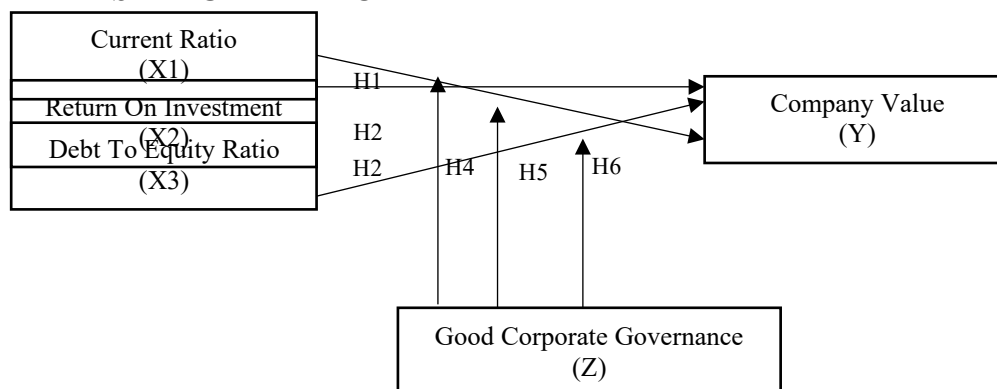 Current Ratio
(X1)
Return On Investment
(X2)
Debt To Equity Ratio
(X3)
H1
H2
H2
H4
H5
H6
Company Value
(Y)
Good Corporate Governance
(Z)